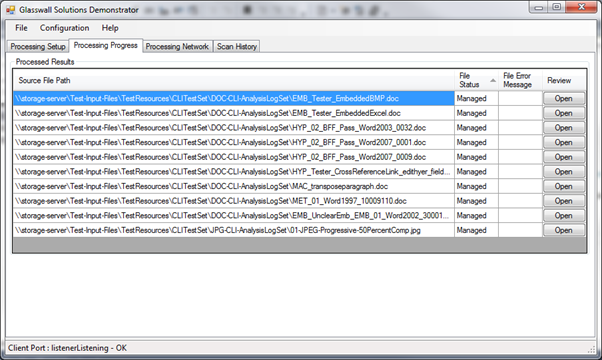 Glasswall Solutions Demonstrator
File Configuration Help
Processing Setup Processing Progress Processing Network Scan History
Processed Results
Source File Path File Status File Error Message Review
\\storage-server\Test-Input-Files\TestResources\CLITestSet\DOC-CLI-AnalysisLogSet\EMB_Tester_EmbeddedBMP.doc Managed Open
\\storage-server\Test-Input-Files\TestResources\CLITestSet\DOC-CLI-AnalysisLogSet\EMB_Tester_EmbeddedExcel.doc Managed Open
\\storage-server\Test-Input-Files\TestResources\CLITestSet\DOC-CLI-AnalysisLogSet\HYP_02_BFF_Pass_Word2003_0032.doc Managed Open
\\storage-server\Test-Input-Files\TestResources\CLITestSet\DOC-CLI-AnalysisLogSet\HYP_02_BFF_Pass_Word2007_0001.doc Managed Open
\\storage-server\Test-Input-Files\TestResources\CLITestSet\DOC-CLI-AnalysisLogSet\HYP_02_BFF_Pass_Word2007_0009.doc Managed Open
\\storage-server\Test-Input-Files\TestResources\CLITestSet\DOC-CLI-AnalysisLogSet\HYP_Tester_CrossReferenceLink_edithyer_field... Managed Open
\\storage-server\Test-Input-Files\TestResources\CLITestSet\DOC-CLI-AnalysisLogSet\MAC_transposeparagraph.doc Managed Open
\\storage-server\Test-Input-Files\TestResources\CLITestSet\DOC-CLI-AnalysisLogSet\MET_01_Word1997_10009110.doc Managed Open
\\storage-server\Test-Input-Files\TestResources\CLITestSet\DOC-CLI-AnalysisLogSet\EMB_UnclearEmb_EMB_01_Word2002_30001... Managed Open
\\storage-server\Test-Input-Files\TestResources\CLITestSet\JPG-CLI-AnalysisLogSet\01-JPEG-Progressive-50PercentComp.jpg Managed Open
Client Port : listenerListening - OK